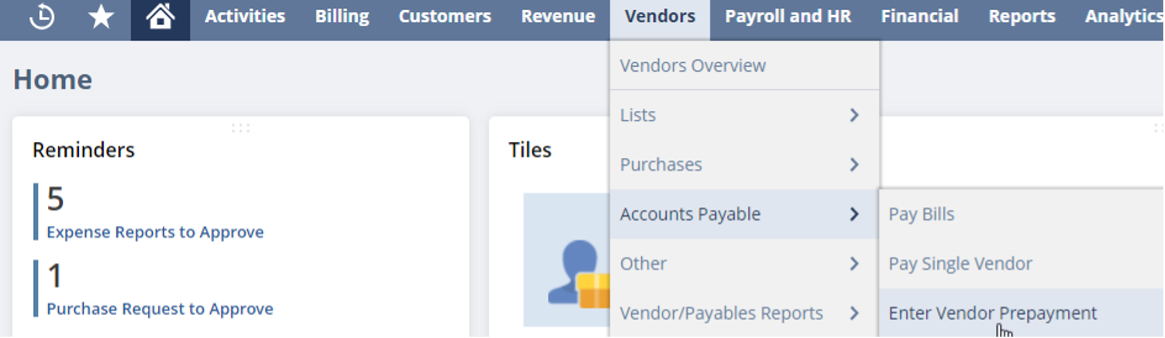 Activities Billing Customers Revenue Vendors Payroll and HR Financial Reports Analytics
Home
Vendors Overview
Lists
Purchases
Accounts Payable
Other
Vendor/Payables Reports
Pay Bills
Pay Single Vendor
Enter Vendor Prepayment
Reminders
5
Expense Reports to Approve
1
Purchase Request to Approve
Tiles